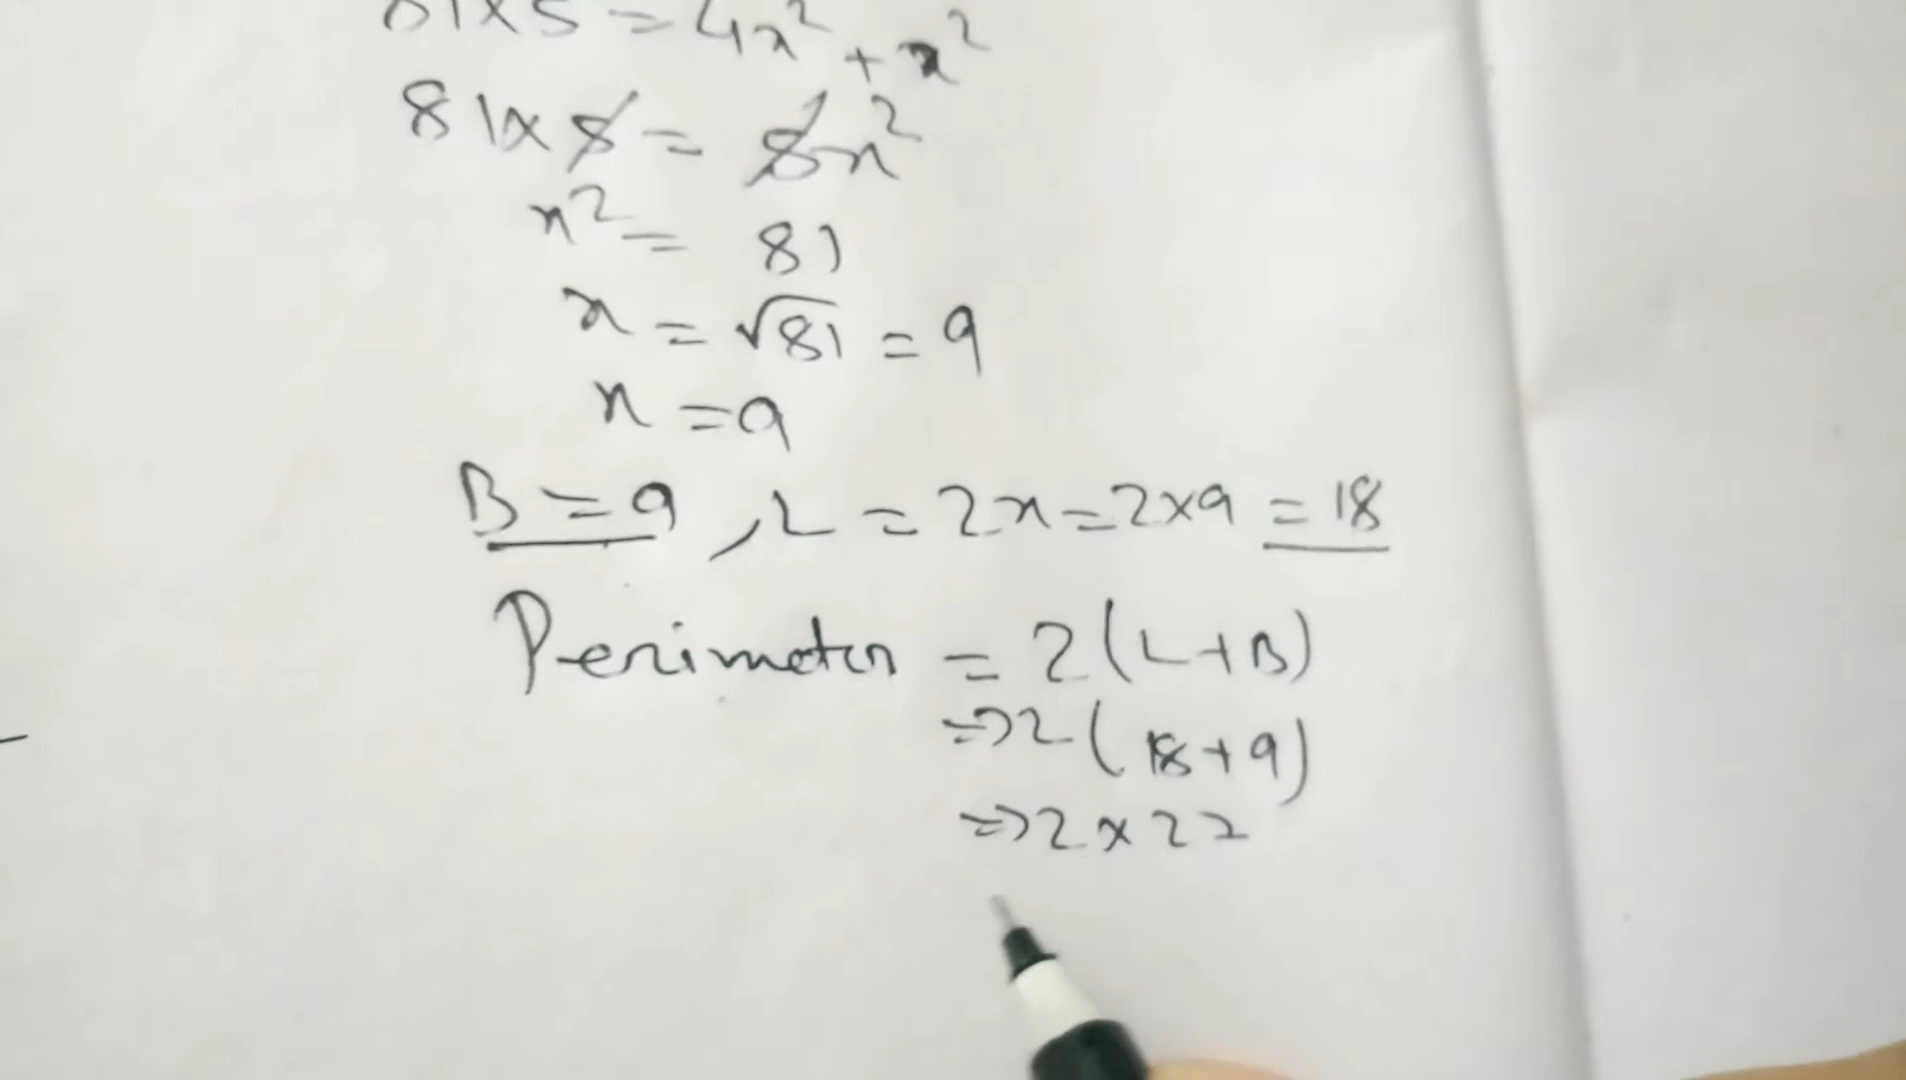 81×5 = 4x² + x²
81×5 = 5x²
x² = 81
x = √81 = 9
x = 9
B = 9, L = 2x = 2×9 = 18
Perimeter = 2(L+B)
⇒ 2(18+9)
⇒ 2×27